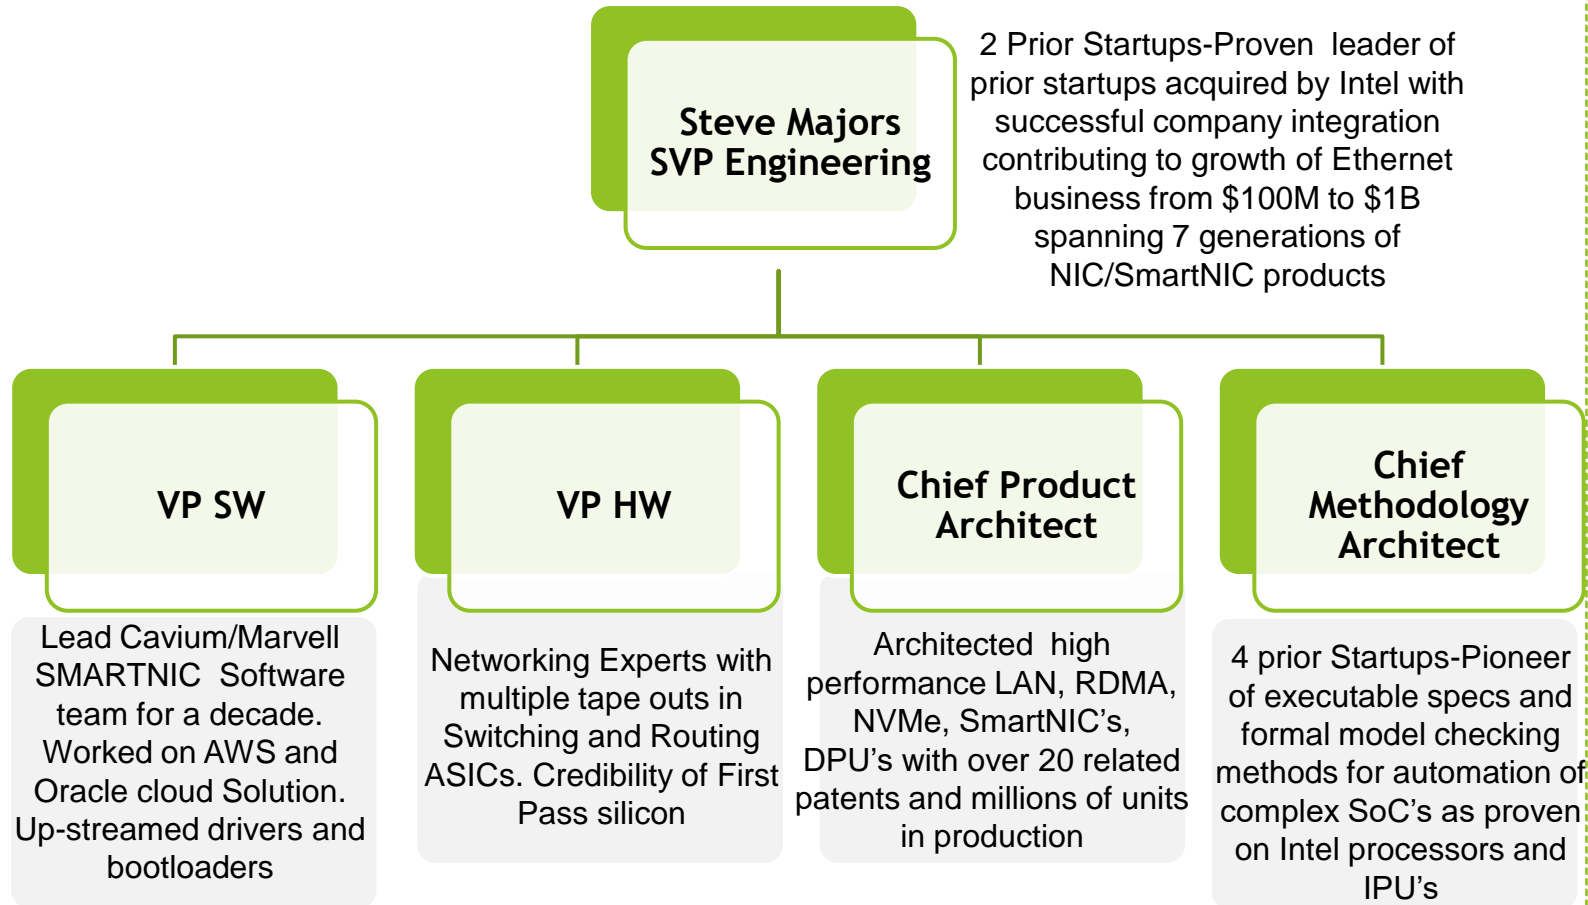 Steve Majors
SVP Engineering
2 Prior Startups-Proven leader of
prior startups acquired by Intel with
successful company integration
contributing to growth of Ethernet
business from $100M to $1B
spanning 7 generations of
NIC/SmartNIC products
VP SW
Lead Cavium/Marvell
SMARTNIC Software
team for a decade.
Worked on AWS and
Oracle cloud Solution.
Up-streamed drivers and
bootloaders
VP HW
Networking Experts with
multiple tape outs in
Switching and Routing
ASICs. Credibility of First
Pass silicon
Chief Product
Architect
Architected high
performance LAN, RDMA,
NVMe, SmartNIC’s,
DPU’s with over 20 related
patents and millions of units
in production
Chief
Methodology
Architect
4 prior Startups-Pioneer
of executable specs and
formal model checking
methods for automation of
complex SoC’s as proven
on Intel processors and
IPU’s